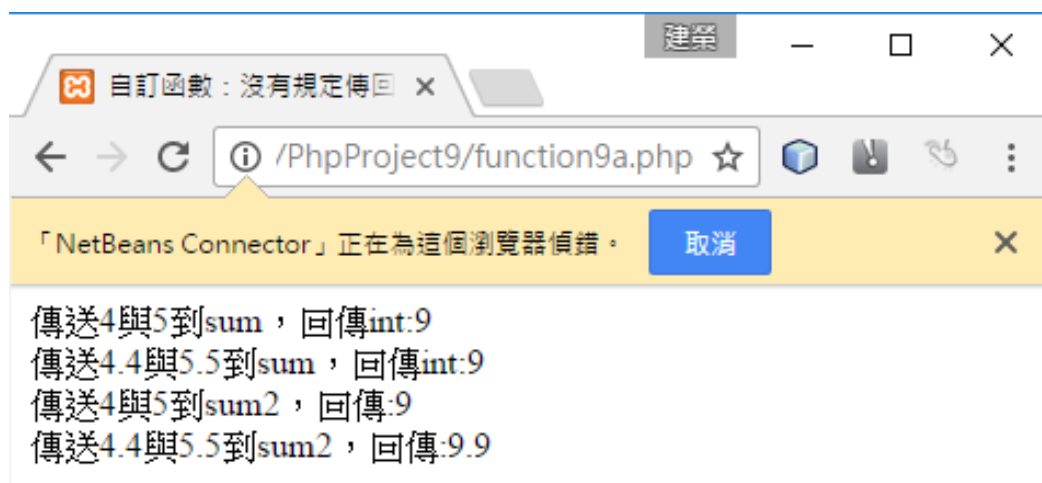 建榮
自訂函數：沒有規定傳回
/PhpProject9/function9a.php
「NetBeans Connector」正在為這個瀏覽器偵錯。 取消
傳送4與5到sum，回傳int:9
傳送4.4與5.5到sum，回傳int:9
傳送4與5到sum2，回傳:9
傳送4.4與5.5到sum2，回傳:9.9